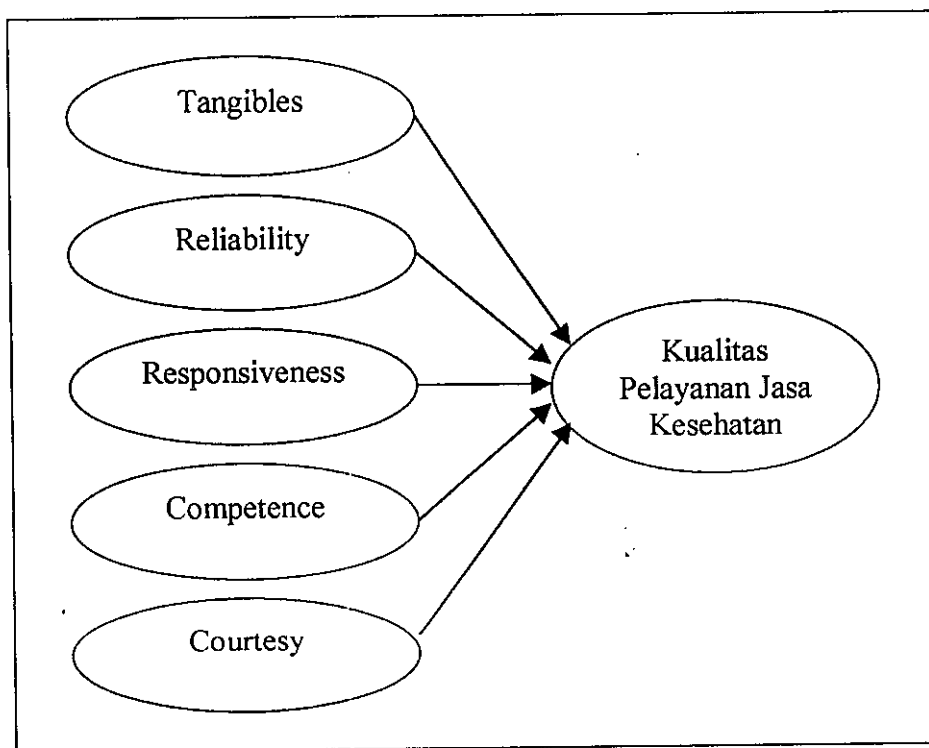 Tangibles
Reliability
Responsiveness
Competence
Courtesy
Kualitas
Pelayanan Jasa
Kesehatan